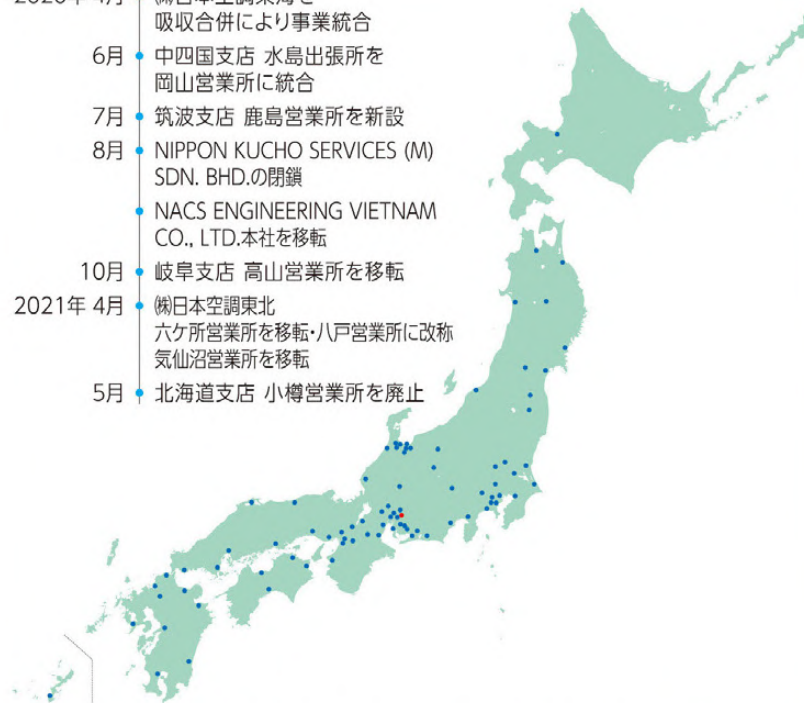 吸収合併により事業統合
6月 中四国支店 水島出張所を
岡山営業所に統合
7月 筑波支店 鹿島営業所を新設
8月 NIPPON KUCHO SERVICES (M)
SDN. BHD.の閉鎖
NACS ENGINEERING VIETNAM
CO., LTD.本社を移転
10月 岐阜支店 高山営業所を移転
2021年 4月 ㈱日本空調東北
六ケ所営業所を移転・八戸営業所に改称
気仙沼営業所を移転
5月 北海道支店 小樽営業所を廃止